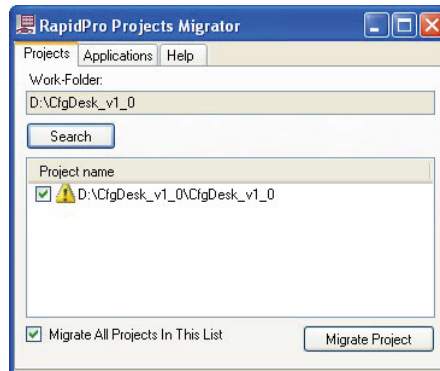 RapidPro Projects Migrator
Projects Applications Help
Work-Folder:
D:\CfgDesk_v1_0
Search
Project name
D:\CfgDesk_v1_0\CfgDesk_v1_0
Migrate All Projects In This List
Migrate Project